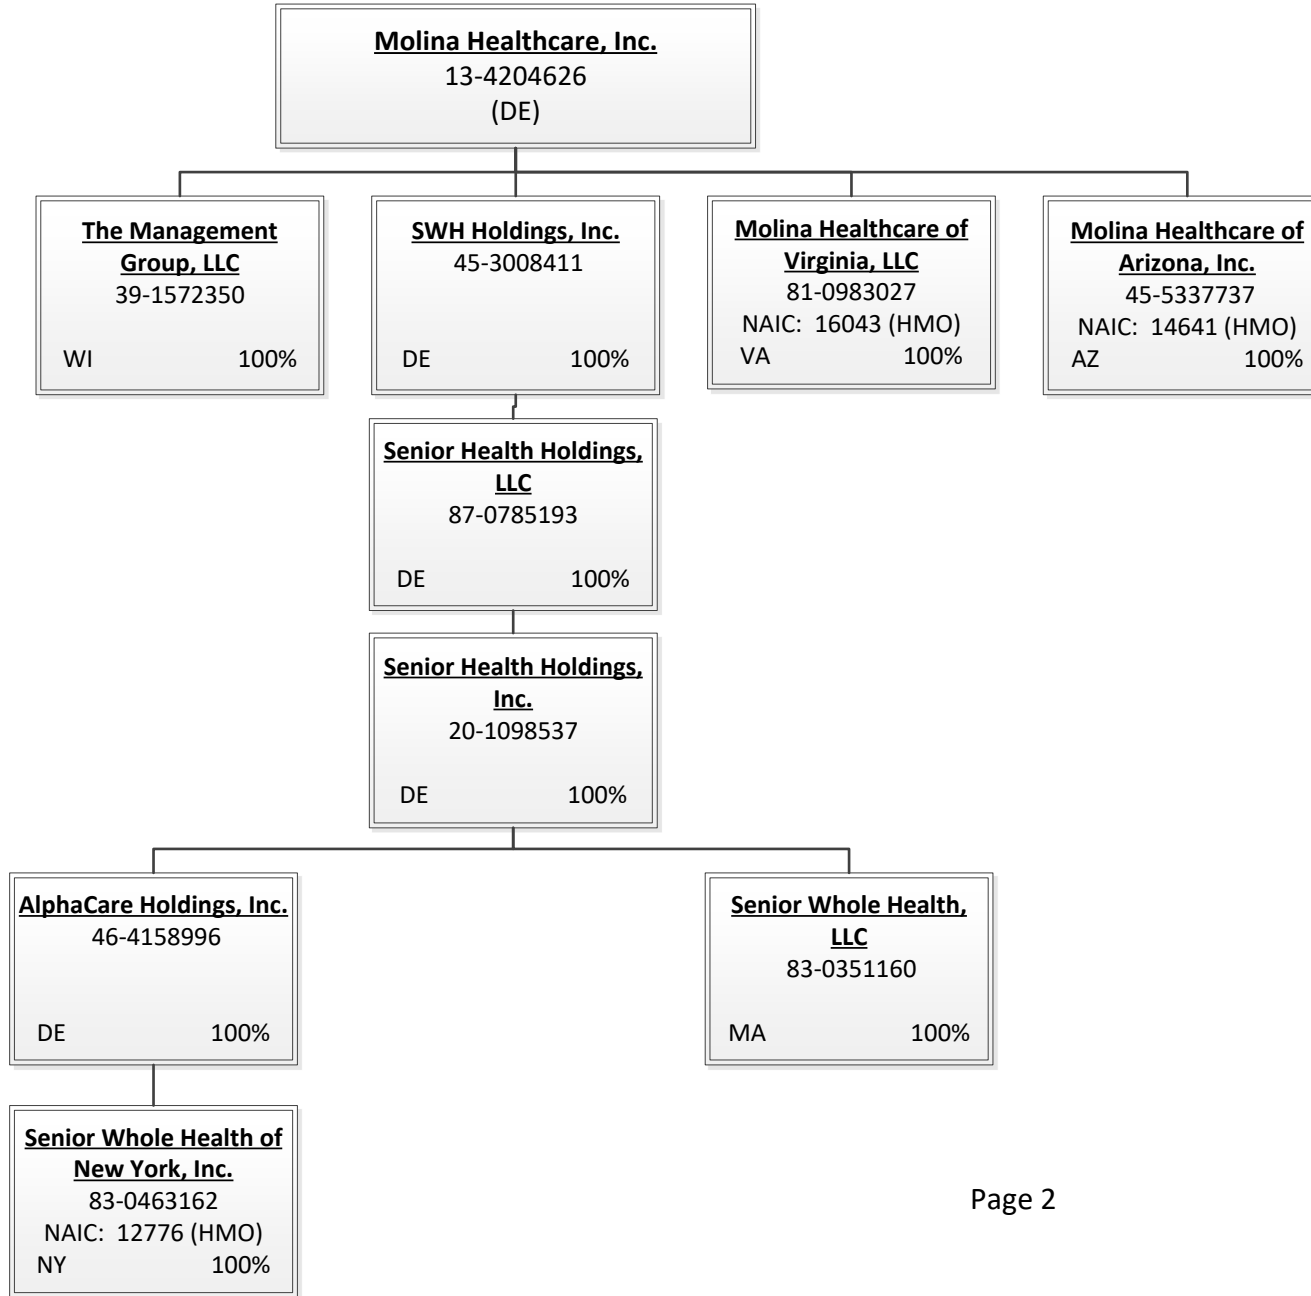 Molina Healthcare, Inc.
13-4204626
(DE)
The Management
Group, LLC
39-1572350
WI 100%
SWH Holdings, Inc.
45-3008411
DE 100%
Molina Healthcare of
Virginia, LLC
81-0983027
NAIC: 16043 (HMO)
VA 100%
Molina Healthcare of
Arizona, Inc.
45-5337737
NAIC: 14641 (HMO)
AZ 100%
Senior Health Holdings,
LLC
87-0785193
DE 100%
Senior Health Holdings,
Inc.
20-1098537
DE 100%
AlphaCare Holdings, Inc.
46-4158996
DE 100%
Senior Whole Health,
LLC
83-0351160
MA 100%
Senior Whole Health of
New York, Inc.
83-0463162
NAIC: 12776 (HMO)
NY 100%
Page 2